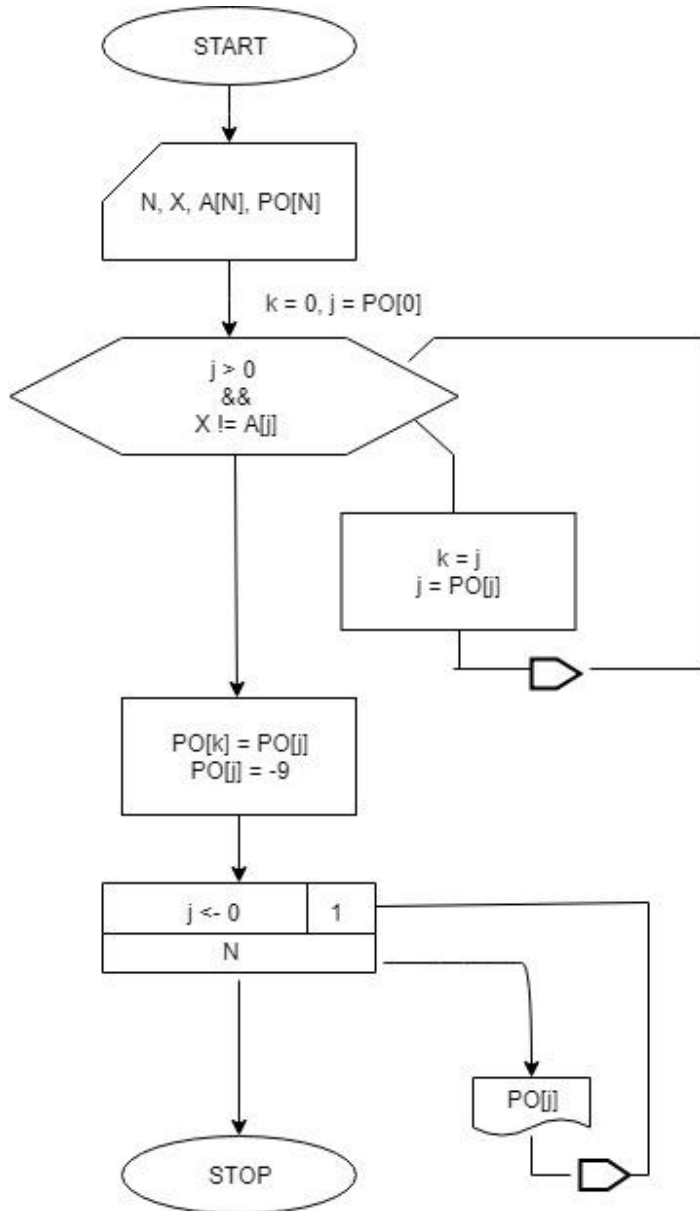 START
N, X, A[N], PO[N]
k = 0, j = PO[0]
j > 0
&&
X != A[j]
k = j
j = PO[j]
PO[k] = PO[j]
PO[j] = -9
j <- 0
1
N
PO[j]
STOP